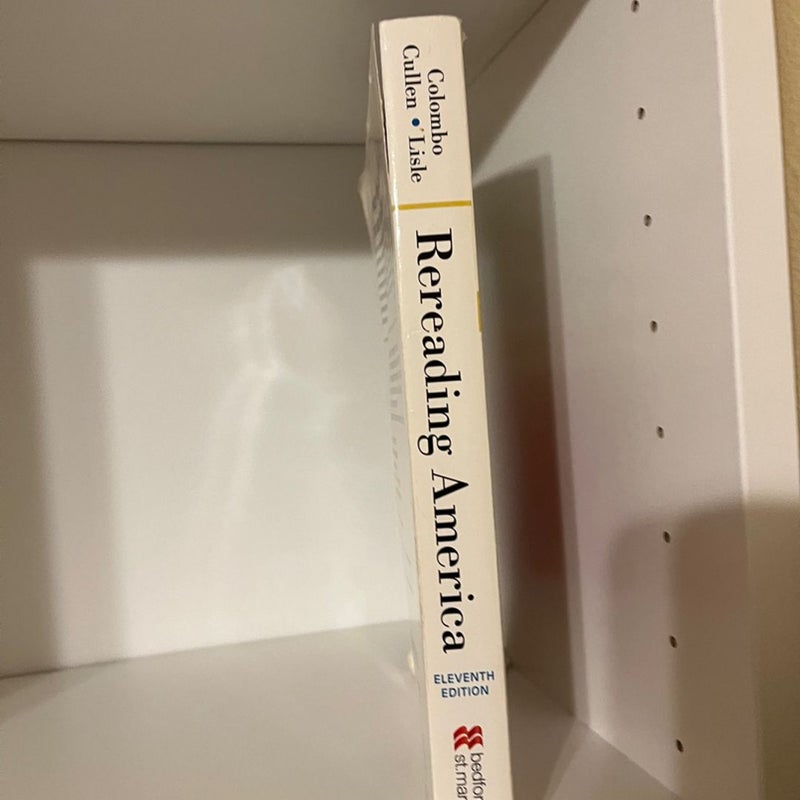 Colombo
Cullen • Lisle
Rereading America
ELEVENTH
EDITION
bedfor
st.mar